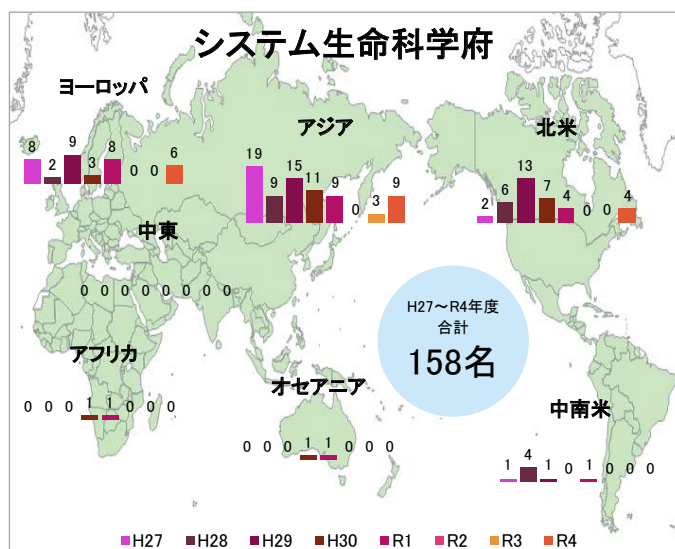 システム生命科学府
ヨーロッパ
8 2 9 3 8 0 0 6
アジア
19 9 15 11 9 0 3 9
北米
2 6 13 7 4 0 0 4
中東
0 0 0 0 0 0 0 0
H27～R4年度
合計
158名
アフリカ
0 0 0 1 1 0 0 0
オセアニア
0 0 0 1 1 0 0 0
中南米
1 4 1 0 1 0 0 0
H27 H28 H29 H30 R1 R2 R3 R4